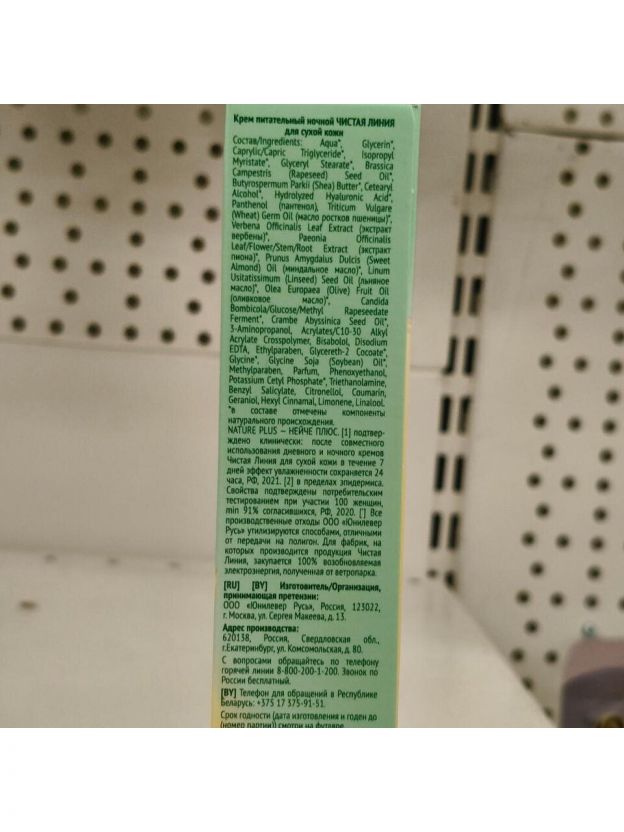 Крем питательный ночной ЧИСТАЯ ЛИНИЯ
для сухой кожи
Состав/Ingredients: Aqua*, Glycerin*,
Caprylic/Capric Triglyceride*, Isopropyl
Myristate*, Glyceryl Stearate*, Brassica
Campestris (Rapeseed) Seed Oil*,
Butyrospermum Parkii (Shea) Butter*, Cetearyl
Alcohol*, Hydrolyzed Hyaluronic Acid*,
Panthenol (пантенол), Triticum Vulgare
(Wheat) Germ Oil (масло ростков пшеницы)*,
Verbena Officinalis Leaf Extract (экстракт
вербены)*, Paeonia Officinalis
Leaf/Flower/Stem/Root Extract (экстракт
пиона)*, Prunus Amygdalus Dulcis (Sweet
Almond) Oil (миндальное масло)*, Linum
Usitatissimum (Linseed) Seed Oil (льняное
масло)*, Olea Europaea (Olive) Fruit Oil
(оливковое масло)*, Candida
Bombicola/Glucose/Methyl Rapeseedate
Ferment*, Crambe Abyssinica Seed Oil*,
3-Aminopropanol, Acrylates/C10-30 Alkyl
Acrylate Crosspolymer, Bisabolol, Disodium
EDTA, Ethylparaben, Glycereth-2 Cocoate*,
Glycine*, Glycine Soja (Soybean) Oil*,
Methylparaben, Parfum, Phenoxyethanol,
Potassium Cetyl Phosphate*, Triethanolamine,
Benzyl Salicylate, Citronellol, Coumarin,
Geraniol, Hexyl Cinnamal, Limonene, Linalool.
*в составе отмечены компоненты
натурального происхождения.
NATURE PLUS — НЕЙЧЕ ПЛЮС. [1] подтвер-
ждено клинически: после совместного
использования дневного и ночного кремов
Чистая Линия для сухой кожи в течение 7
дней эффект увлажненности сохраняется 24
часа, РФ, 2021. [2] в пределах эпидермиса.
Свойства подтверждены потребительским
тестированием при участии 100 женщин,
min 91% согласившихся, РФ, 2020. [*] Все
производственные отходы ООО «Юнилевер
Русь» утилизируются способами, отличными
от передачи на полигон. Для фабрик, на
которых производится продукция Чистая
Линия, закупается 100% возобновляемая
электроэнергия, полученная от ветропарка.
[RU] [BY] Изготовитель/Организация,
принимающая претензии:
ООО «Юнилевер Русь», Россия, 123022,
г. Москва, ул. Сергея Макеева, д. 13.
Адрес производства:
620138, Россия, Свердловская обл.,
г.Екатеринбург, ул. Комсомольская, д. 80.
С вопросами обращайтесь по телефону
горячей линии 8-800-200-1-200. Звонок по
России бесплатный.
[BY] Телефон для обращений в Республике
Беларусь: +375 17 375-91-51.
Срок годности (дата изготовления и годен до
(номер партии)) смотри на футляре